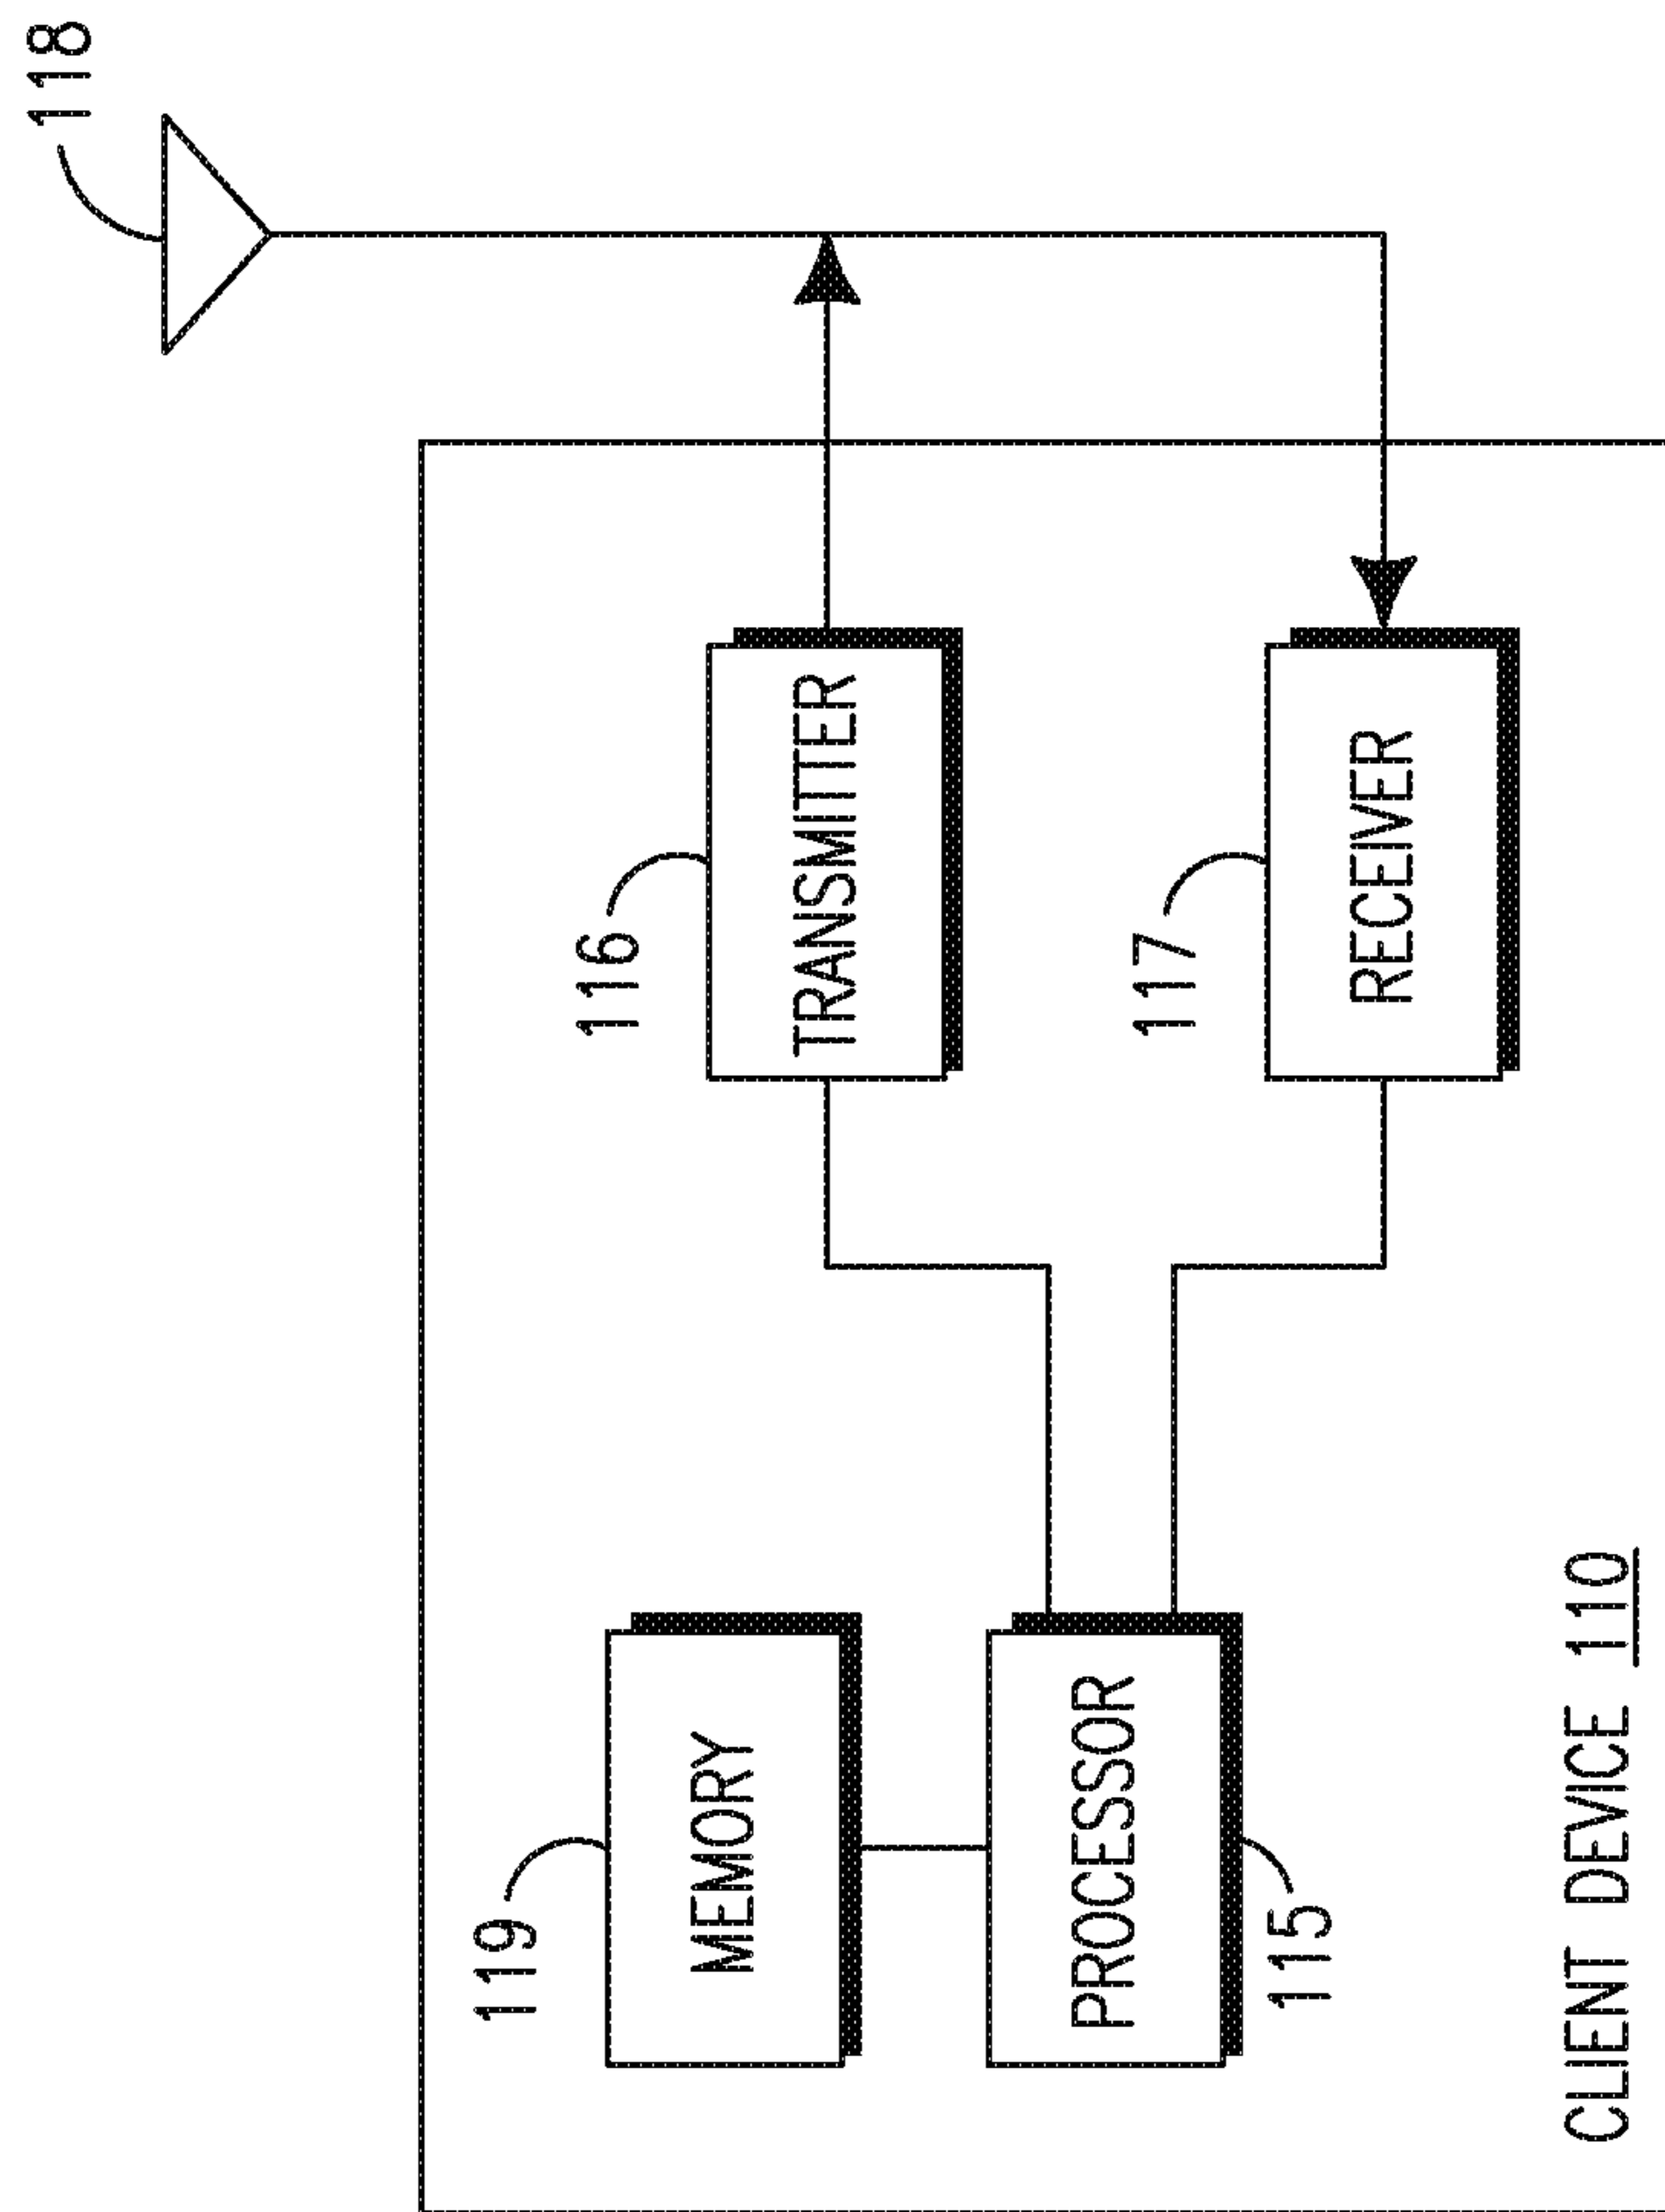 118
119
MEMORY
116
TRANSMITTER
PROCESSOR
115
117
RECEIVER
CLIENT DEVICE 110